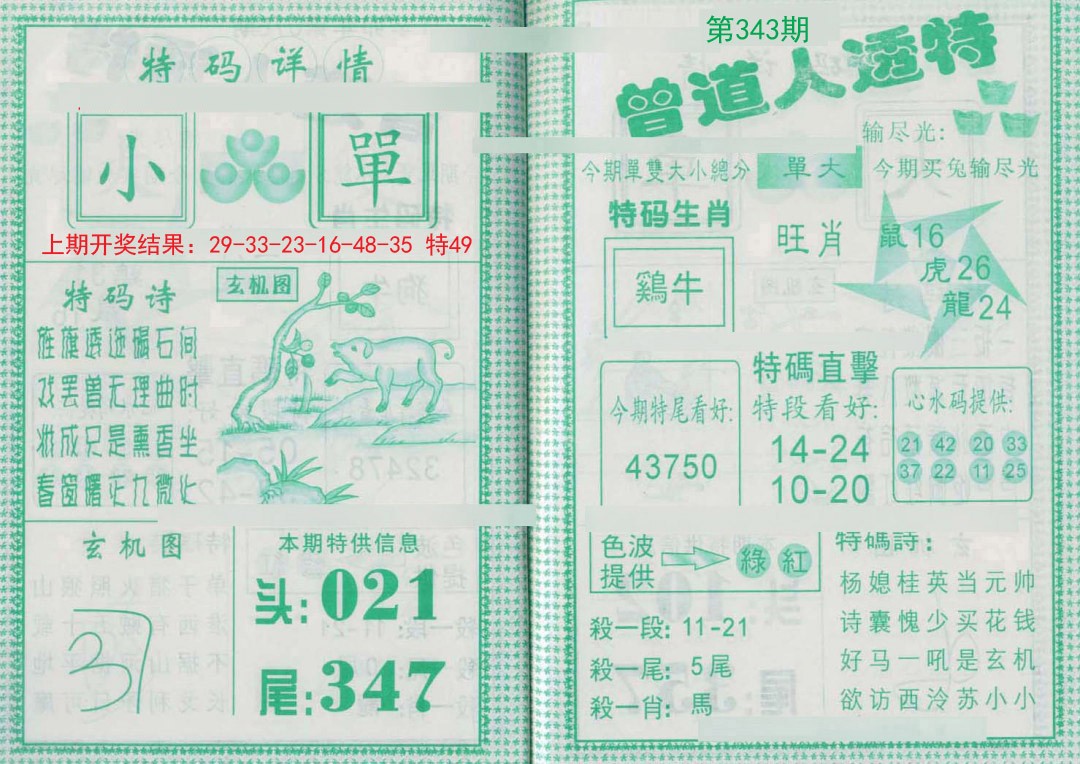 特码详情
小 單
上期开奖结果：29-33-23-16-48-35 特49
特码诗
玄机图
玄机图
本期特供信息
头:021
尾:347
第343期
曾道人透特
输尽光:
今期單雙大小總分 單大 今期买兔输尽光
特码生肖
鷄牛
旺肖
鼠16
虎26
龍24
今期特尾看好:
43750
特碼直擊
特段看好:
14-24
10-20
心水码提供:
21 42 20 33
37 22 11 25
色波
提供
綠 紅
殺一段: 11-21
殺一尾: 5尾
殺一肖: 馬
特碼詩:
杨媳桂英当元帅
诗囊愧少买花钱
好马一吼是玄机
欲访西泠苏小小